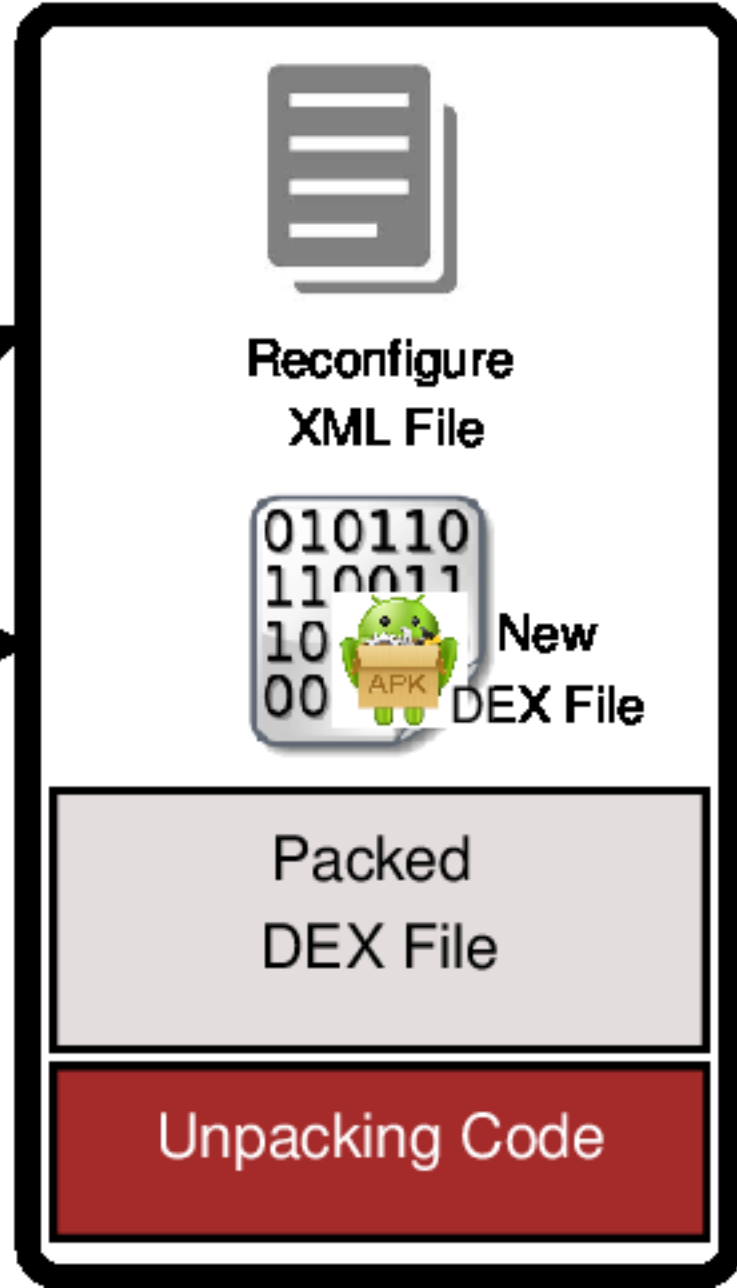 Reconfigure
XML File
010110
110011
10
00
APK
New
DEX File
Packed
DEX File
Unpacking Code